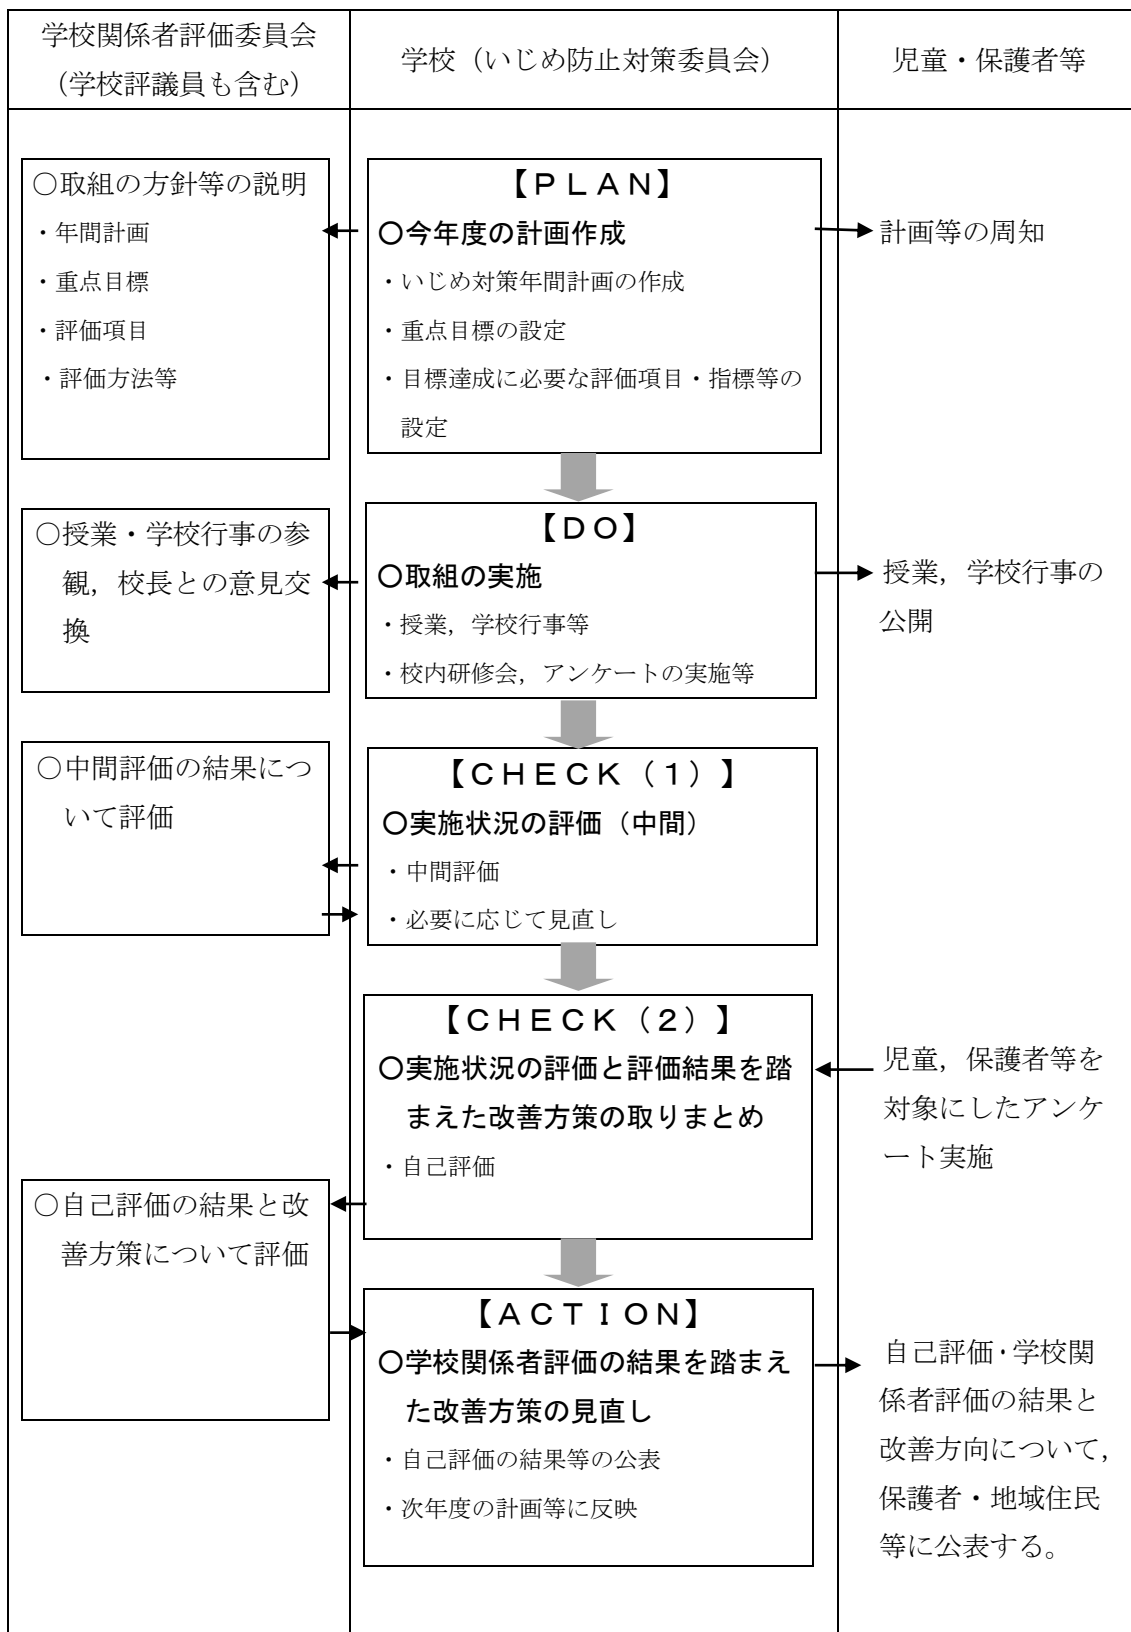 学校関係者評価委員会
（学校評議員も含む）
学校（いじめ防止対策委員会）
児童・保護者等
○取組の方針等の説明
・年間計画
・重点目標
・評価項目
・評価方法等
【ＰＬＡＮ】
○今年度の計画作成
・いじめ対策年間計画の作成
・重点目標の設定
・目標達成に必要な評価項目・指標等の
設定
計画等の周知
○授業・学校行事の参
観，校長との意見交
換
【ＤＯ】
○取組の実施
・授業，学校行事等
・校内研修会，アンケートの実施等
授業，学校行事の
公開
○中間評価の結果につ
いて評価
【ＣＨＥＣＫ（１）】
○実施状況の評価（中間）
・中間評価
・必要に応じて見直し
【ＣＨＥＣＫ（２）】
○実施状況の評価と評価結果を踏
まえた改善方策の取りまとめ
・自己評価
児童，保護者等を
対象にしたアンケ
ート実施
○自己評価の結果と改
善方策について評価
【ＡＣＴＩＯＮ】
○学校関係者評価の結果を踏まえ
た改善方策の見直し
・自己評価の結果等の公表
・次年度の計画等に反映
自己評価・学校関
係者評価の結果と
改善方向について，
保護者・地域住民
等に公表する。